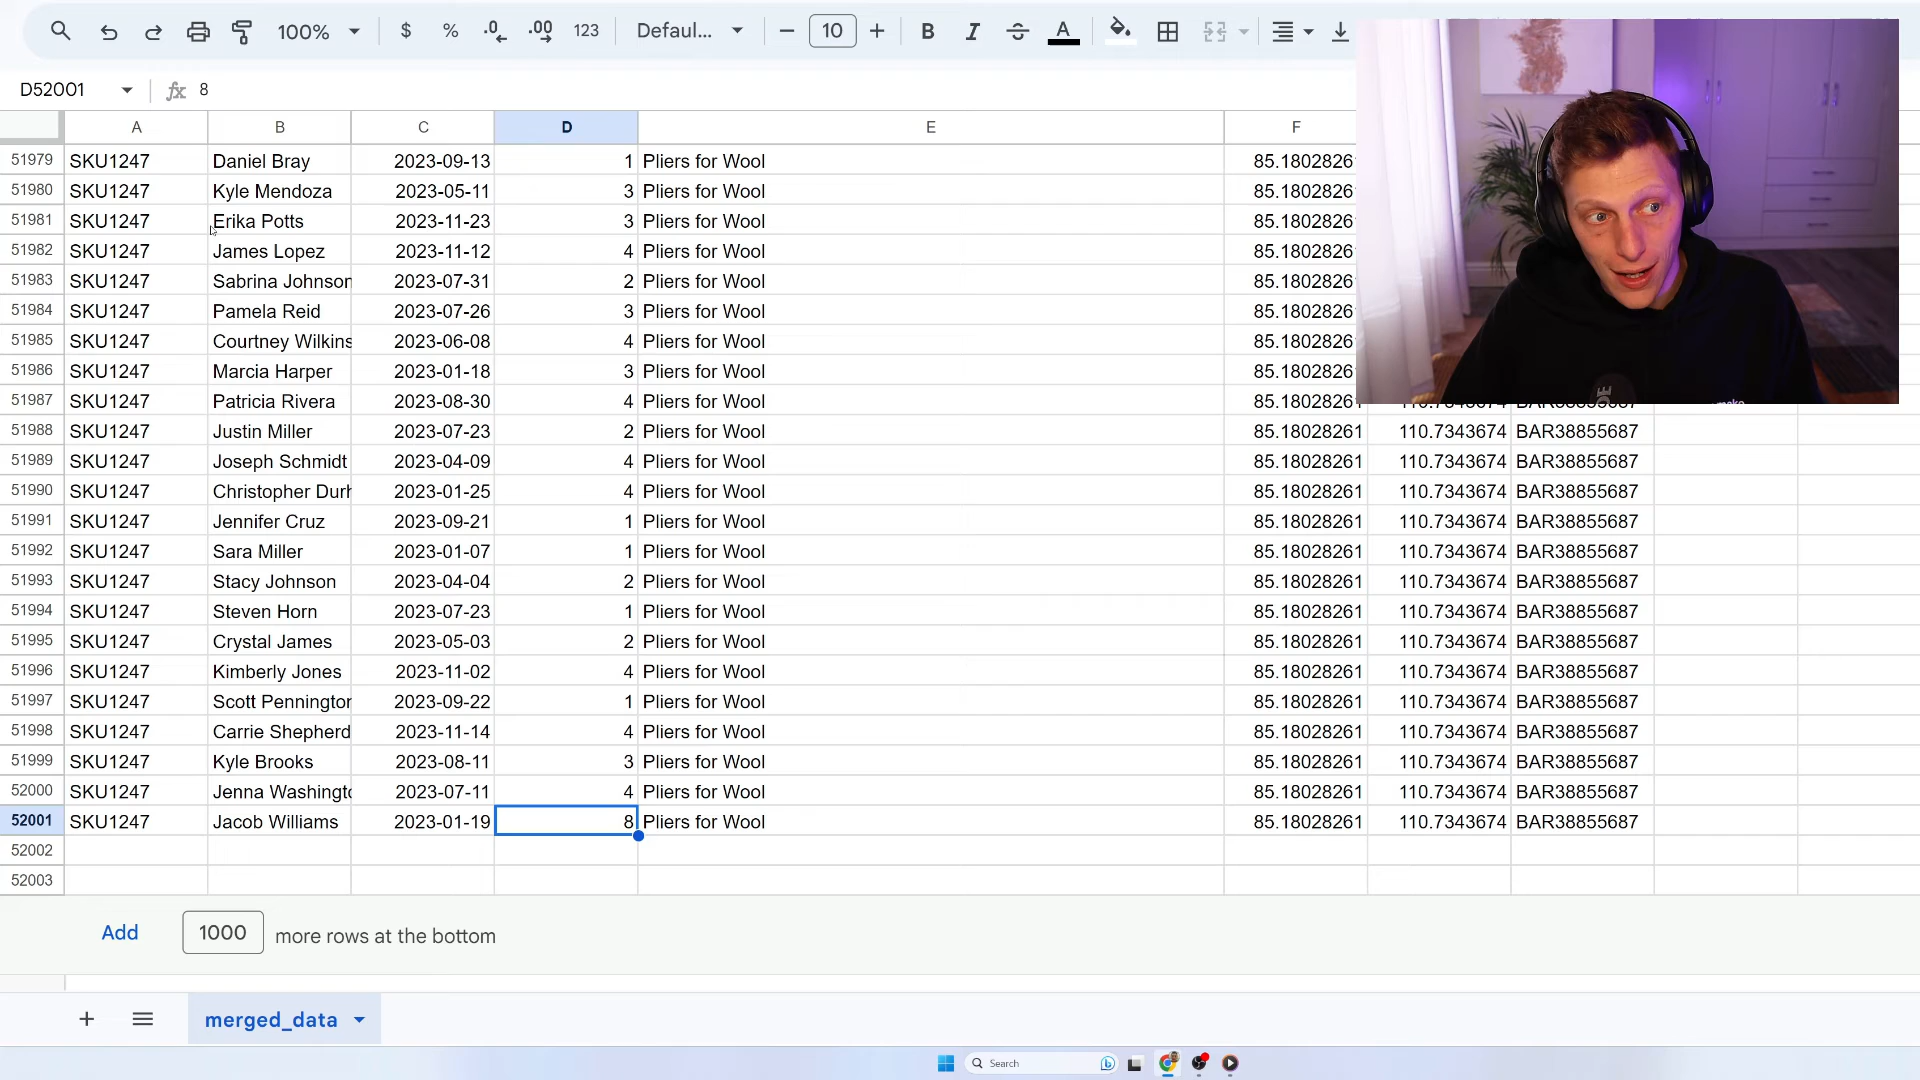 100% $ % .0 .00 123 Defaul... 10 B I A
D52001 fx 8
A B C D E F
51979 SKU1247 Daniel Bray 2023-09-13 1 Pliers for Wool 85.1802826
51980 SKU1247 Kyle Mendoza 2023-05-11 3 Pliers for Wool 85.1802826
51981 SKU1247 Erika Potts 2023-11-23 3 Pliers for Wool 85.1802826
51982 SKU1247 James Lopez 2023-11-12 4 Pliers for Wool 85.1802826
51983 SKU1247 Sabrina Johnson 2023-07-31 2 Pliers for Wool 85.1802826
51984 SKU1247 Pamela Reid 2023-07-26 3 Pliers for Wool 85.1802826
51985 SKU1247 Courtney Wilkins 2023-06-08 4 Pliers for Wool 85.1802826
51986 SKU1247 Marcia Harper 2023-01-18 3 Pliers for Wool 85.1802826
51987 SKU1247 Patricia Rivera 2023-08-30 4 Pliers for Wool 85.1802826 110.7343674 BAR38855687
51988 SKU1247 Justin Miller 2023-07-23 2 Pliers for Wool 85.18028261 110.7343674 BAR38855687
51989 SKU1247 Joseph Schmidt 2023-04-09 4 Pliers for Wool 85.18028261 110.7343674 BAR38855687
51990 SKU1247 Christopher Durh 2023-01-25 4 Pliers for Wool 85.18028261 110.7343674 BAR38855687
51991 SKU1247 Jennifer Cruz 2023-09-21 1 Pliers for Wool 85.18028261 110.7343674 BAR38855687
51992 SKU1247 Sara Miller 2023-01-07 1 Pliers for Wool 85.18028261 110.7343674 BAR38855687
51993 SKU1247 Stacy Johnson 2023-04-04 2 Pliers for Wool 85.18028261 110.7343674 BAR38855687
51994 SKU1247 Steven Horn 2023-07-23 1 Pliers for Wool 85.18028261 110.7343674 BAR38855687
51995 SKU1247 Crystal James 2023-05-03 2 Pliers for Wool 85.18028261 110.7343674 BAR38855687
51996 SKU1247 Kimberly Jones 2023-11-02 4 Pliers for Wool 85.18028261 110.7343674 BAR38855687
51997 SKU1247 Scott Pennington 2023-09-22 1 Pliers for Wool 85.18028261 110.7343674 BAR38855687
51998 SKU1247 Carrie Shepherd 2023-11-14 4 Pliers for Wool 85.18028261 110.7343674 BAR38855687
51999 SKU1247 Kyle Brooks 2023-08-11 3 Pliers for Wool 85.18028261 110.7343674 BAR38855687
52000 SKU1247 Jenna Washingto 2023-07-11 4 Pliers for Wool 85.18028261 110.7343674 BAR38855687
52001 SKU1247 Jacob Williams 2023-01-19 8 Pliers for Wool 85.18028261 110.7343674 BAR38855687
52002
52003
Add 1000 more rows at the bottom
+ merged_data
Search